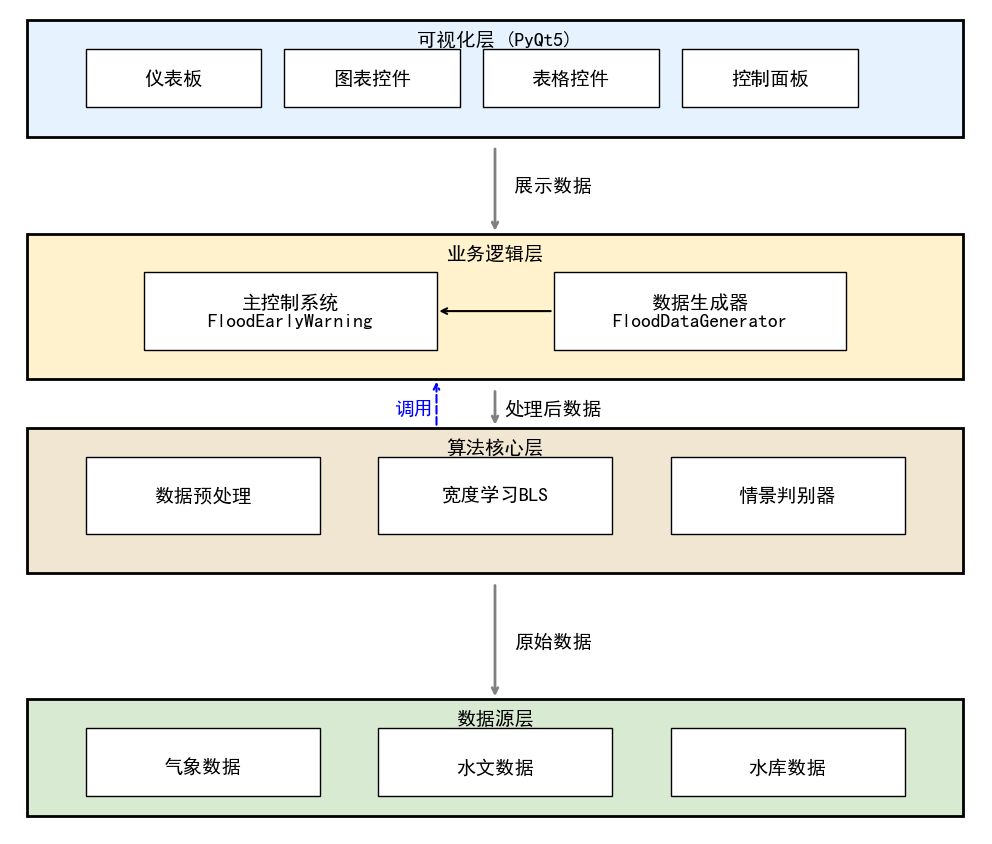 可视化层 (PyQt5)
仪表板
图表控件
表格控件
控制面板
展示数据
业务逻辑层
主控制系统
FloodEarlyWarning
数据生成器
FloodDataGenerator
调用
处理后数据
算法核心层
数据预处理
宽度学习BLS
情景判别器
原始数据
数据源层
气象数据
水文数据
水库数据